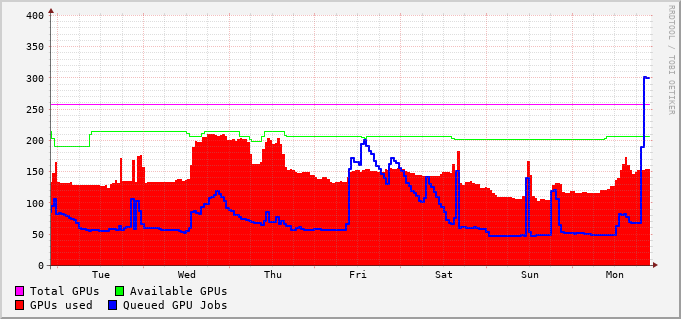 400
350
300
250
200
150
100
50
0
Tue Wed Thu Fri Sat Sun Mon
Total GPUs Available GPUs
GPUs used Queued GPU Jobs
RRDTOOL / TOBI OETIKER